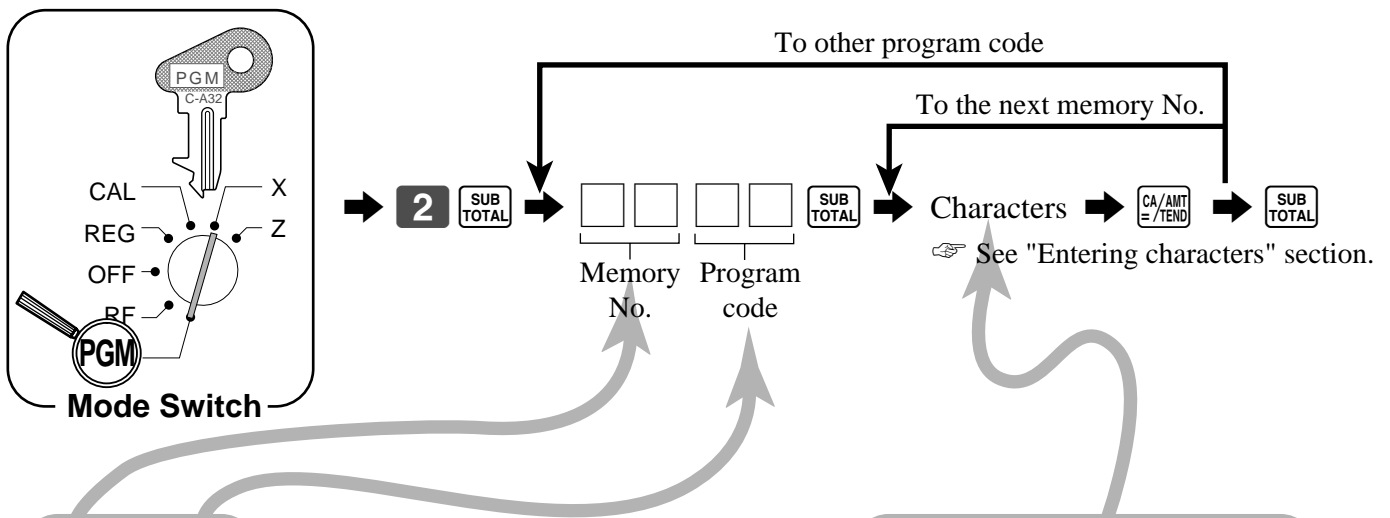 To other program code
To the next memory No.
PGM
C-A32
CAL
X
REG
Z
OFF
RF
PGM
Mode Switch
2 SUB TOTAL
SUB TOTAL
Characters
CA/AMT
= /TEND
SUB TOTAL
☞ See "Entering characters" section.
Memory
No.
Program
code